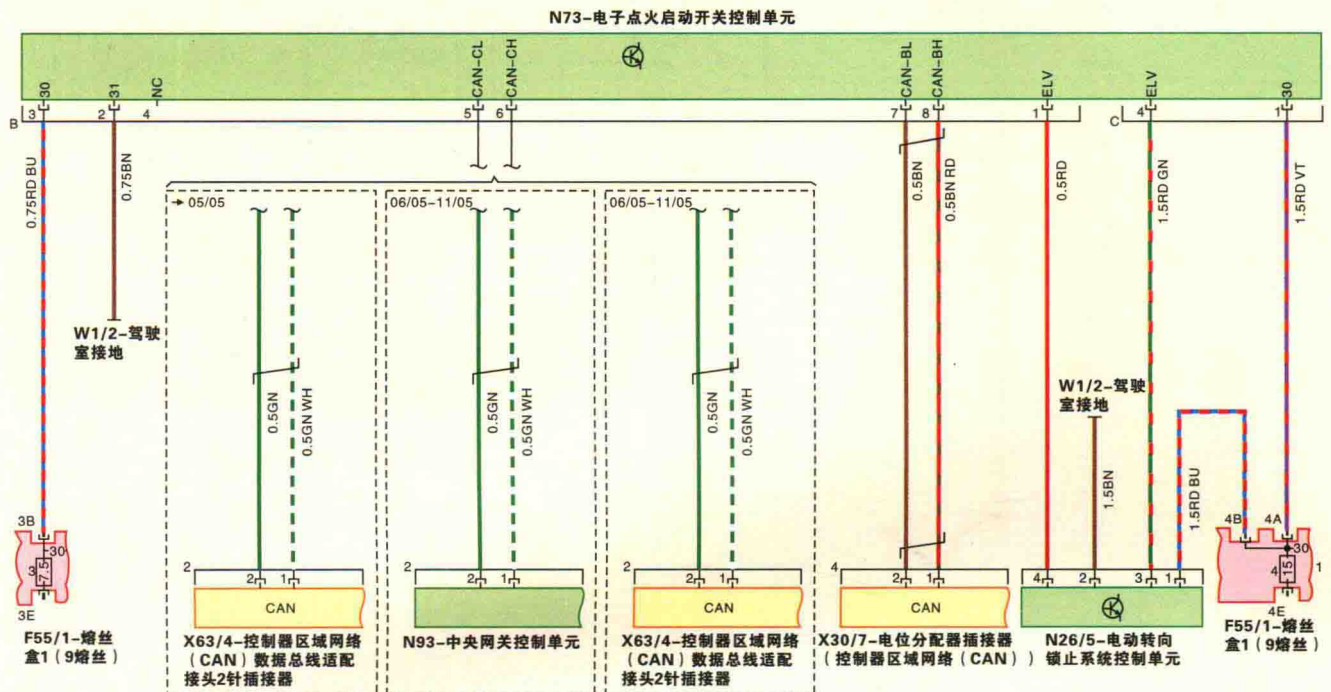 N73-电子点火启动开关控制单元
30
31
NC
CAN-CL
CAN-CH
CAN-BL
CAN-BH
ELV
ELV
30
B
3
2
4
5
6
7
8
1
4
C
1
0.75RD BU
0.75BN
0.5BN
0.5BN RD
0.5RD
1.5RD GN
1.5RD VT
→ 05/05
06/05-11/05
06/05-11/05
W1/2-驾驶
室接地
0.5GN
0.5GN WH
0.5GN
0.5GN WH
0.5GN
0.5GN WH
W1/2-驾驶
室接地
1.5BN
1.5RD BU
3B
30
3
7.5
3E
4B
4A
30
4
15
1
4E
2
2
1
2
2
1
2
2
1
4
2
1
4
2
3
1
CAN
CAN
CAN
F55/1-熔丝
盒1（9熔丝）
X63/4-控制器区域网络
（CAN）数据总线适配
接头2针插接器
N93-中央网关控制单元
X63/4-控制器区域网络
（CAN）数据总线适配
接头2针插接器
X30/7-电位分配器插接器
（控制器区域网络（CAN））
N26/5-电动转向
锁止系统控制单元
F55/1-熔丝
盒1（9熔丝）